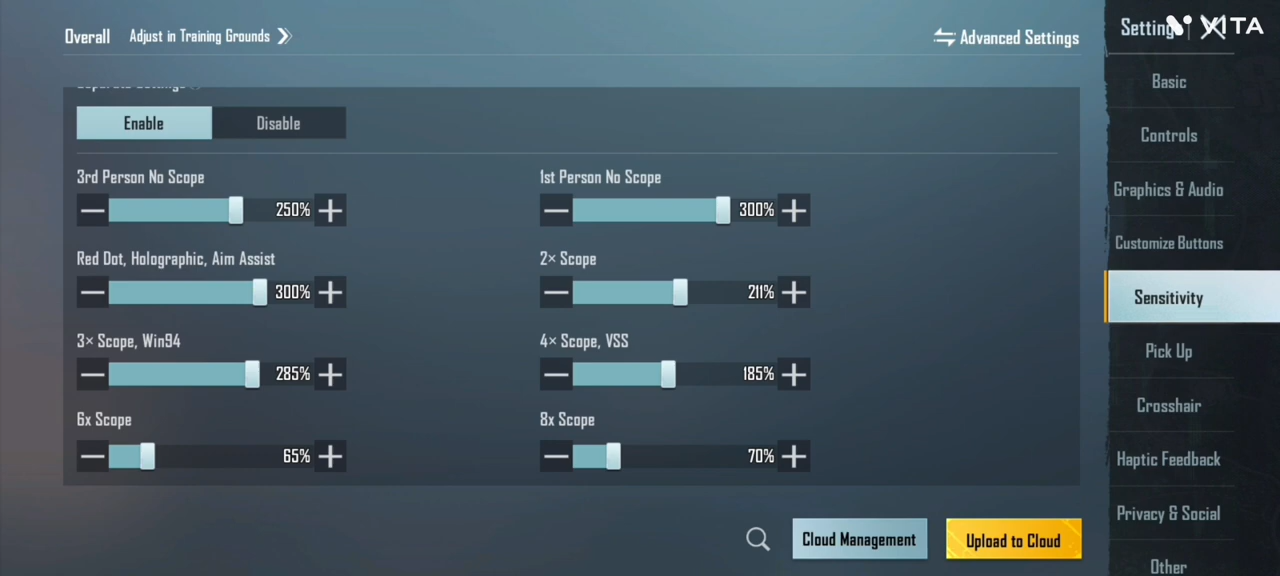 Overall Adjust in Training Grounds
Advanced Settings
Separate Settings
Enable Disable
3rd Person No Scope
250%
1st Person No Scope
300%
Red Dot, Holographic, Aim Assist
300%
2× Scope
211%
3× Scope, Win94
285%
4× Scope, VSS
185%
6x Scope
65%
8x Scope
70%
Cloud Management
Upload to Cloud
VITA
Basic
Controls
Graphics & Audio
Customize Buttons
Sensitivity
Pick Up
Crosshair
Haptic Feedback
Privacy & Social
Other